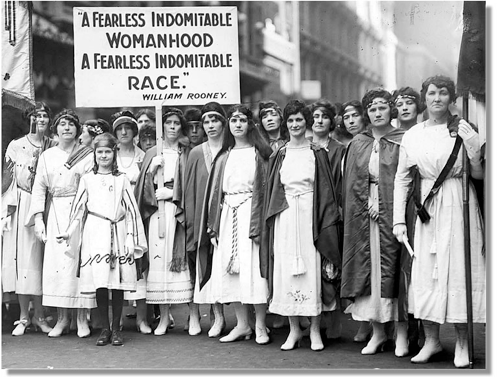 "A FEARLESS INDOMITABLE
WOMANHOOD
A FEARLESS INDOMITABLE
RACE."
WILLIAM ROONEY.